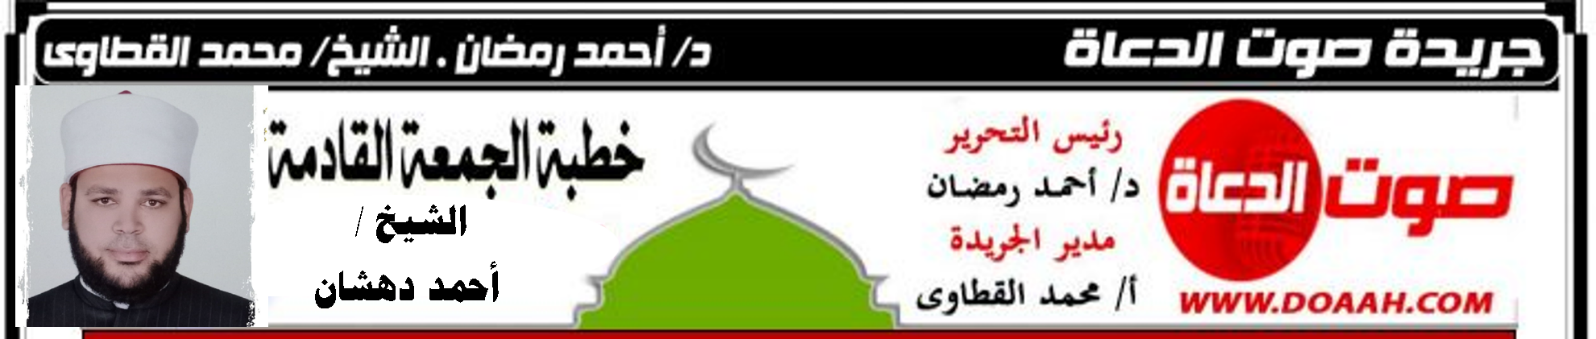 جريدة صوت الدعاة
د/ أحمد رمضان . الشيخ/ محمد القطاوى
صوت الدعاة
WWW.DOAAH.COM
رئيس التحرير
د/ أحمد رمضان
مدير الجريدة
أ/ محمد القطاوى
خطبة الجمعة القادمة
الشيخ /
أحمد دهشان